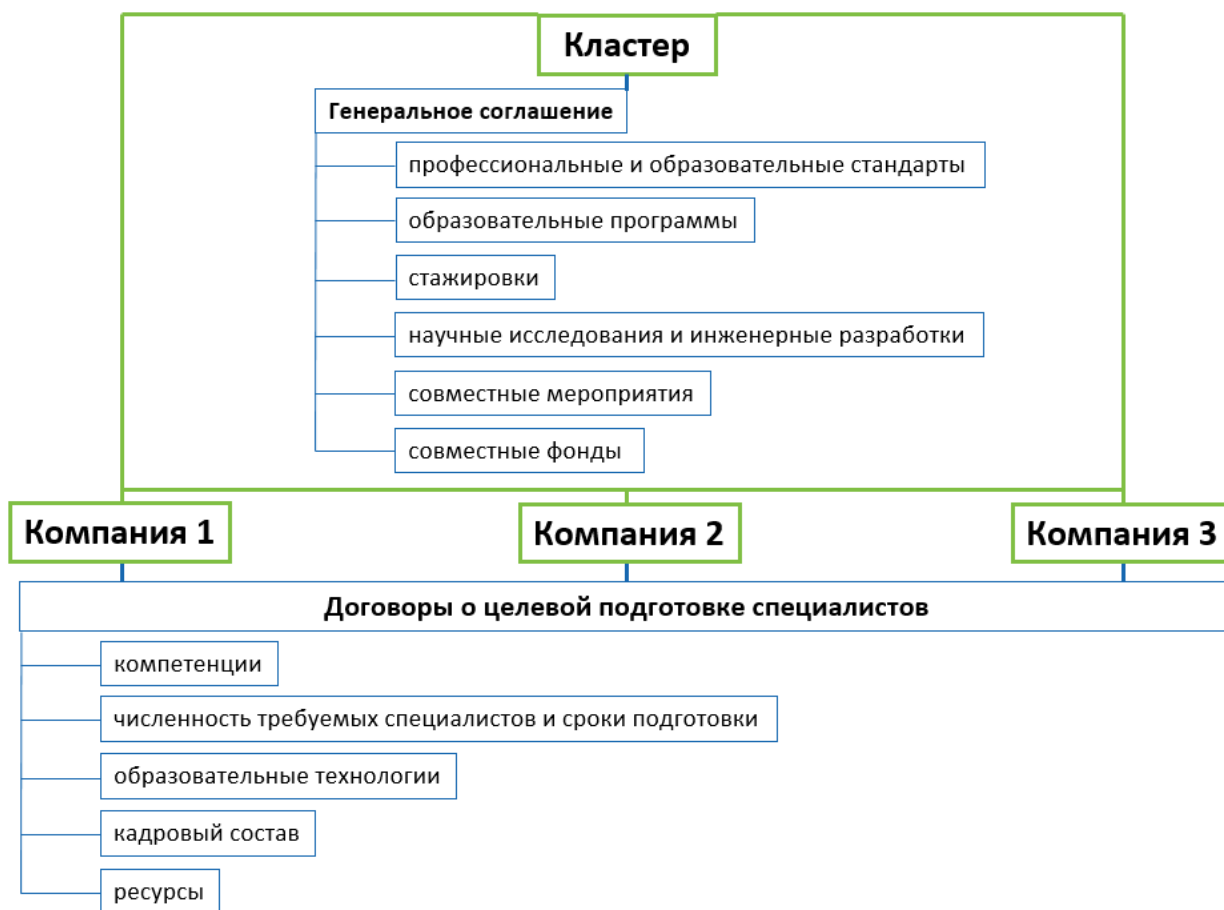 Кластер
Генеральное соглашение
профессиональные и образовательные стандарты
образовательные программы
стажировки
научные исследования и инженерные разработки
совместные мероприятия
совместные фонды
Компания 1
Компания 2
Компания 3
Договоры о целевой подготовке специалистов
компетенции
численность требуемых специалистов и сроки подготовки
образовательные технологии
кадровый состав
ресурсы